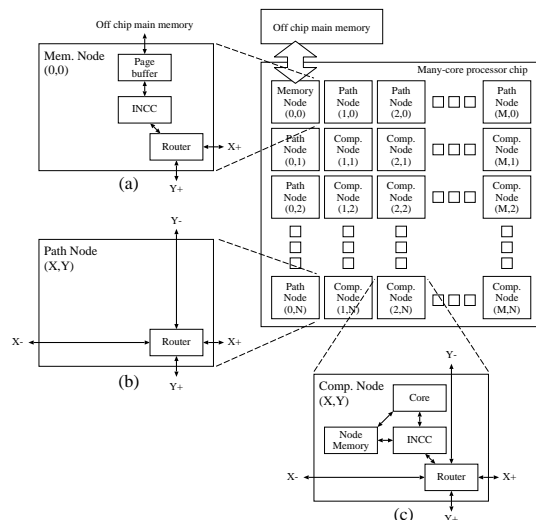 Off chip main memory
Mem. Node
(0,0)
Page
buffer
INCC
Router
X+
Y+
(a)
Off chip main memory
Many-core processor chip
Memory
Node
(0,0)
Path
Node
(1,0)
Path
Node
(2,0)
Path
Node
(M,0)
Path
Node
(0,1)
Comp.
Node
(1,1)
Comp.
Node
(2,1)
Comp.
Node
(M,1)
Path
Node
(0,2)
Comp.
Node
(1,2)
Comp.
Node
(2,2)
Comp.
Node
(M,2)
Path
Node
(0,N)
Comp.
Node
(1,N)
Comp.
Node
(2,N)
Comp.
Node
(M,N)
Y-
Path Node
(X,Y)
X-
Router
X+
Y+
(b)
Y-
Comp. Node
(X,Y)
Core
Node
Memory
INCC
X-
Router
X+
Y+
(c)